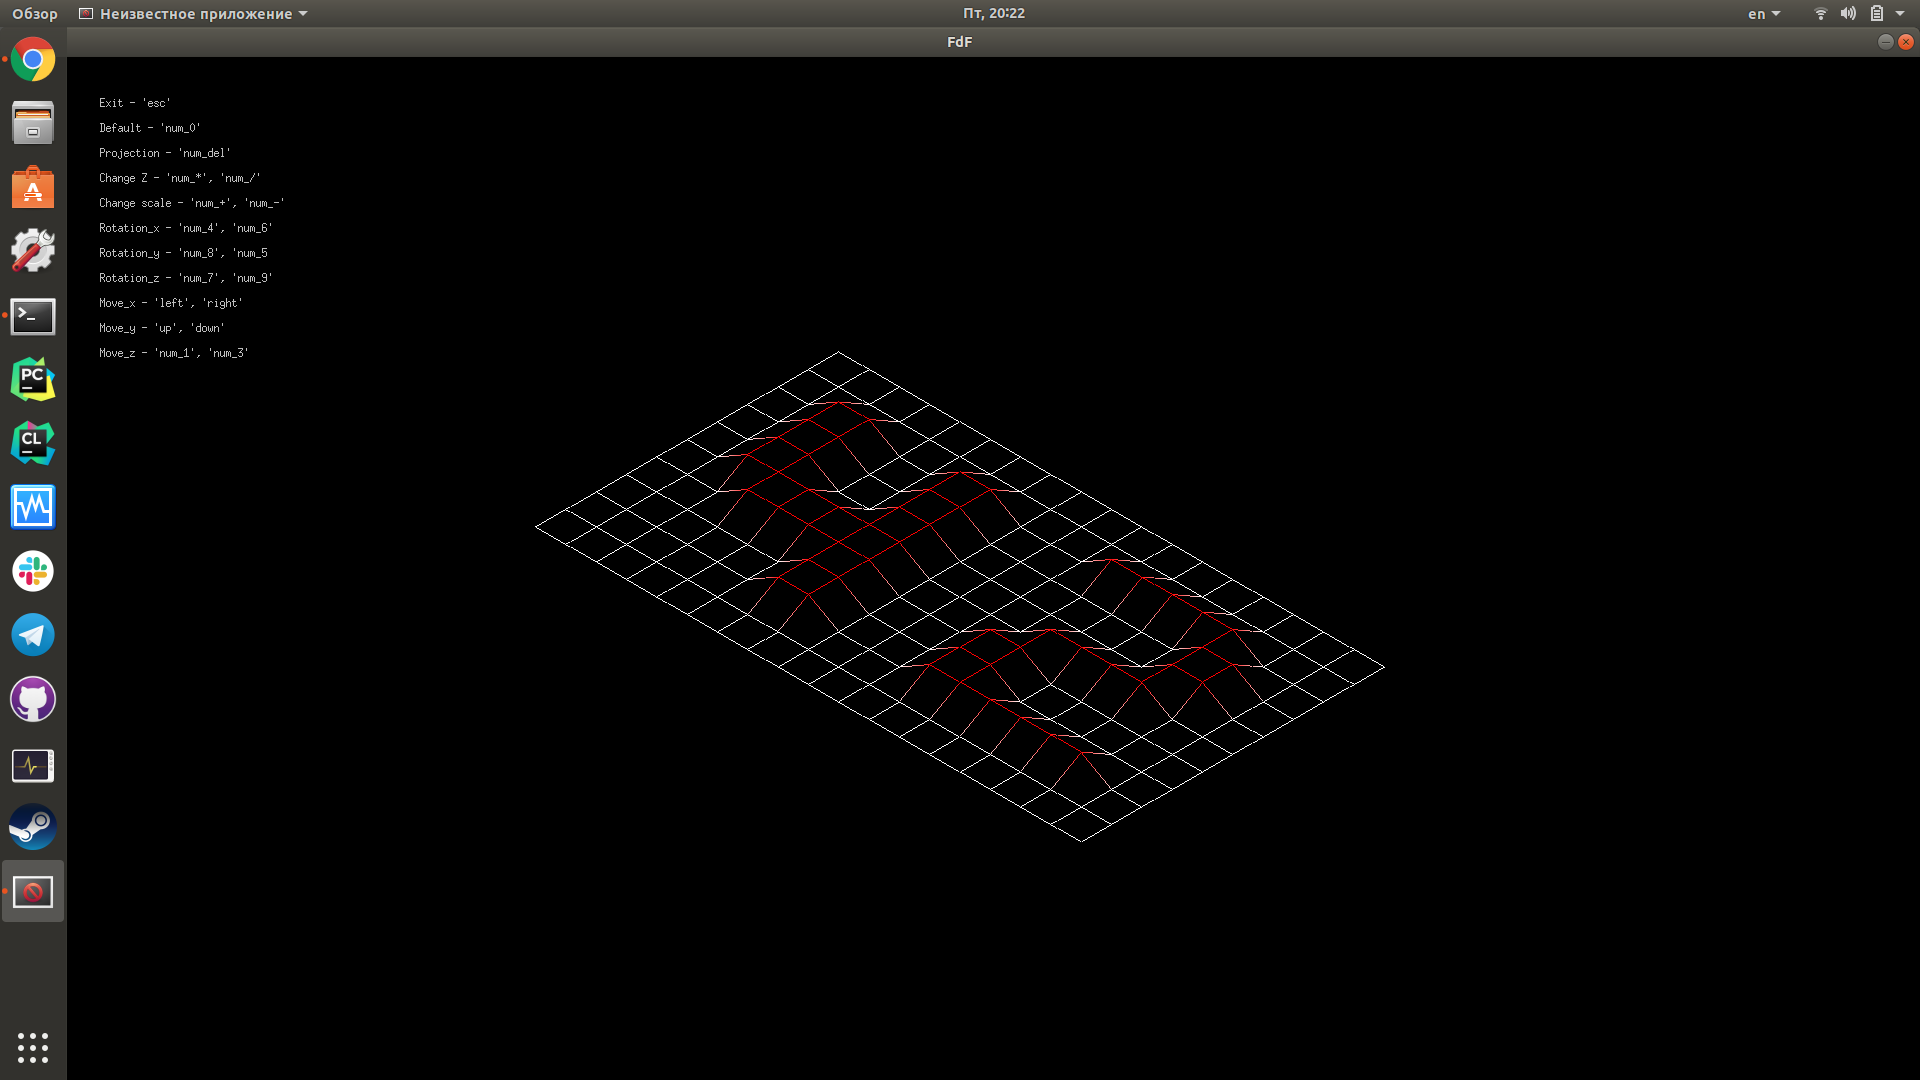 Обзор
Неизвестное приложение
Пт, 20:22
en
FdF
Exit - 'esc'
Default - 'num_0'
Projection - 'num_del'
Change Z - 'num_*', 'num_/'
Change scale - 'num_+', 'num_-'
Rotation_x - 'num_4', 'num_6'
Rotation_y - 'num_8', 'num_5
Rotation_z - 'num_7', 'num_9'
Move_x - 'left', 'right'
Move_y - 'up', 'down'
Move_z - 'num_1', 'num_3'
PC
CL